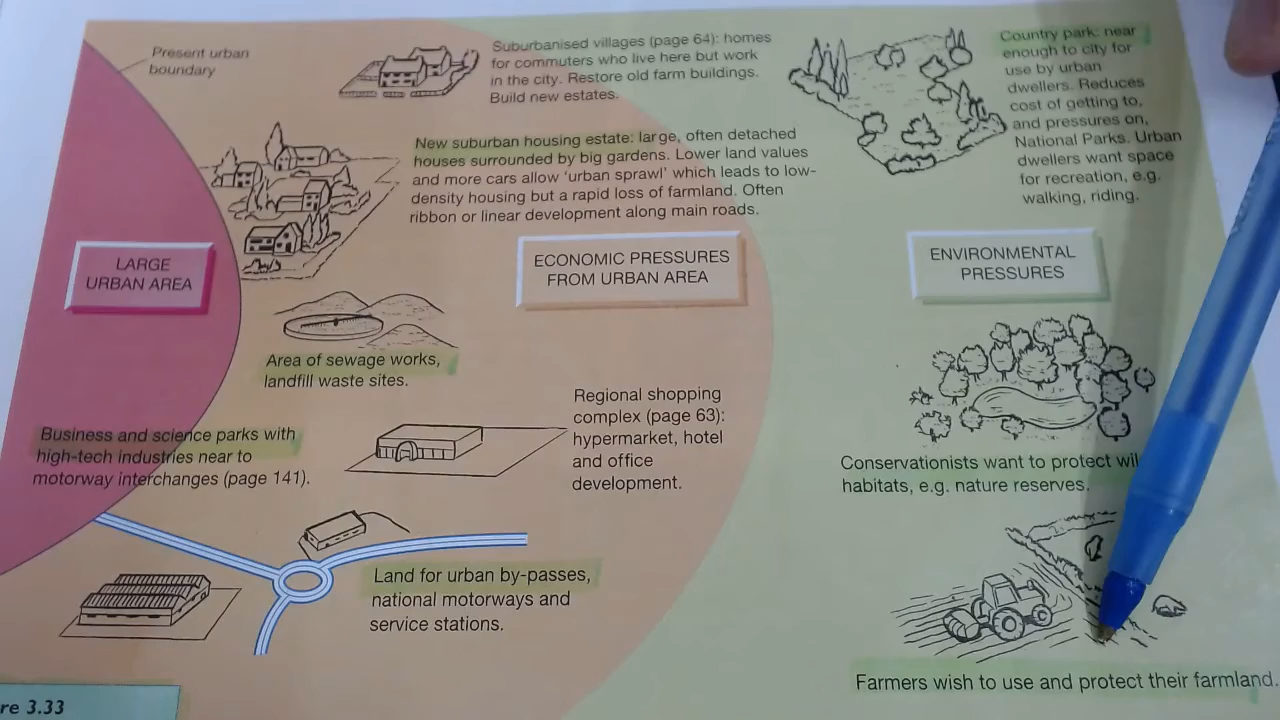 Present urban
boundary
Suburbanised villages (page 64): homes
for commuters who live here but work
in the city. Restore old farm buildings.
Build new estates.
Country park: near
enough to city for
use by urban
dwellers. Reduces
cost of getting to,
and pressures on,
National Parks. Urban
dwellers want space
for recreation, e.g.
walking, riding.
New suburban housing estate: large, often detached
houses surrounded by big gardens. Lower land values
and more cars allow ‘urban sprawl’ which leads to low-
density housing but a rapid loss of farmland. Often
ribbon or linear development along main roads.
LARGE
URBAN AREA
ECONOMIC PRESSURES
FROM URBAN AREA
ENVIRONMENTAL
PRESSURES
Area of sewage works,
landfill waste sites.
Regional shopping
complex (page 63):
hypermarket, hotel
and office
development.
Business and science parks with
high-tech industries near to
motorway interchanges (page 141).
Conservationists want to protect
habitats, e.g. nature reserves.
Land for urban by-passes,
national motorways and
service stations.
Farmers wish to use and protect their farmland.
3.33